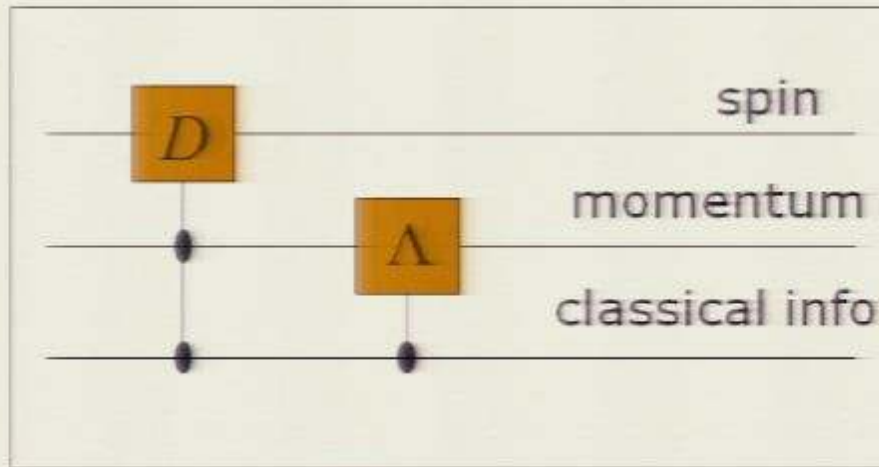 D
spin
momentum
Λ
classical info